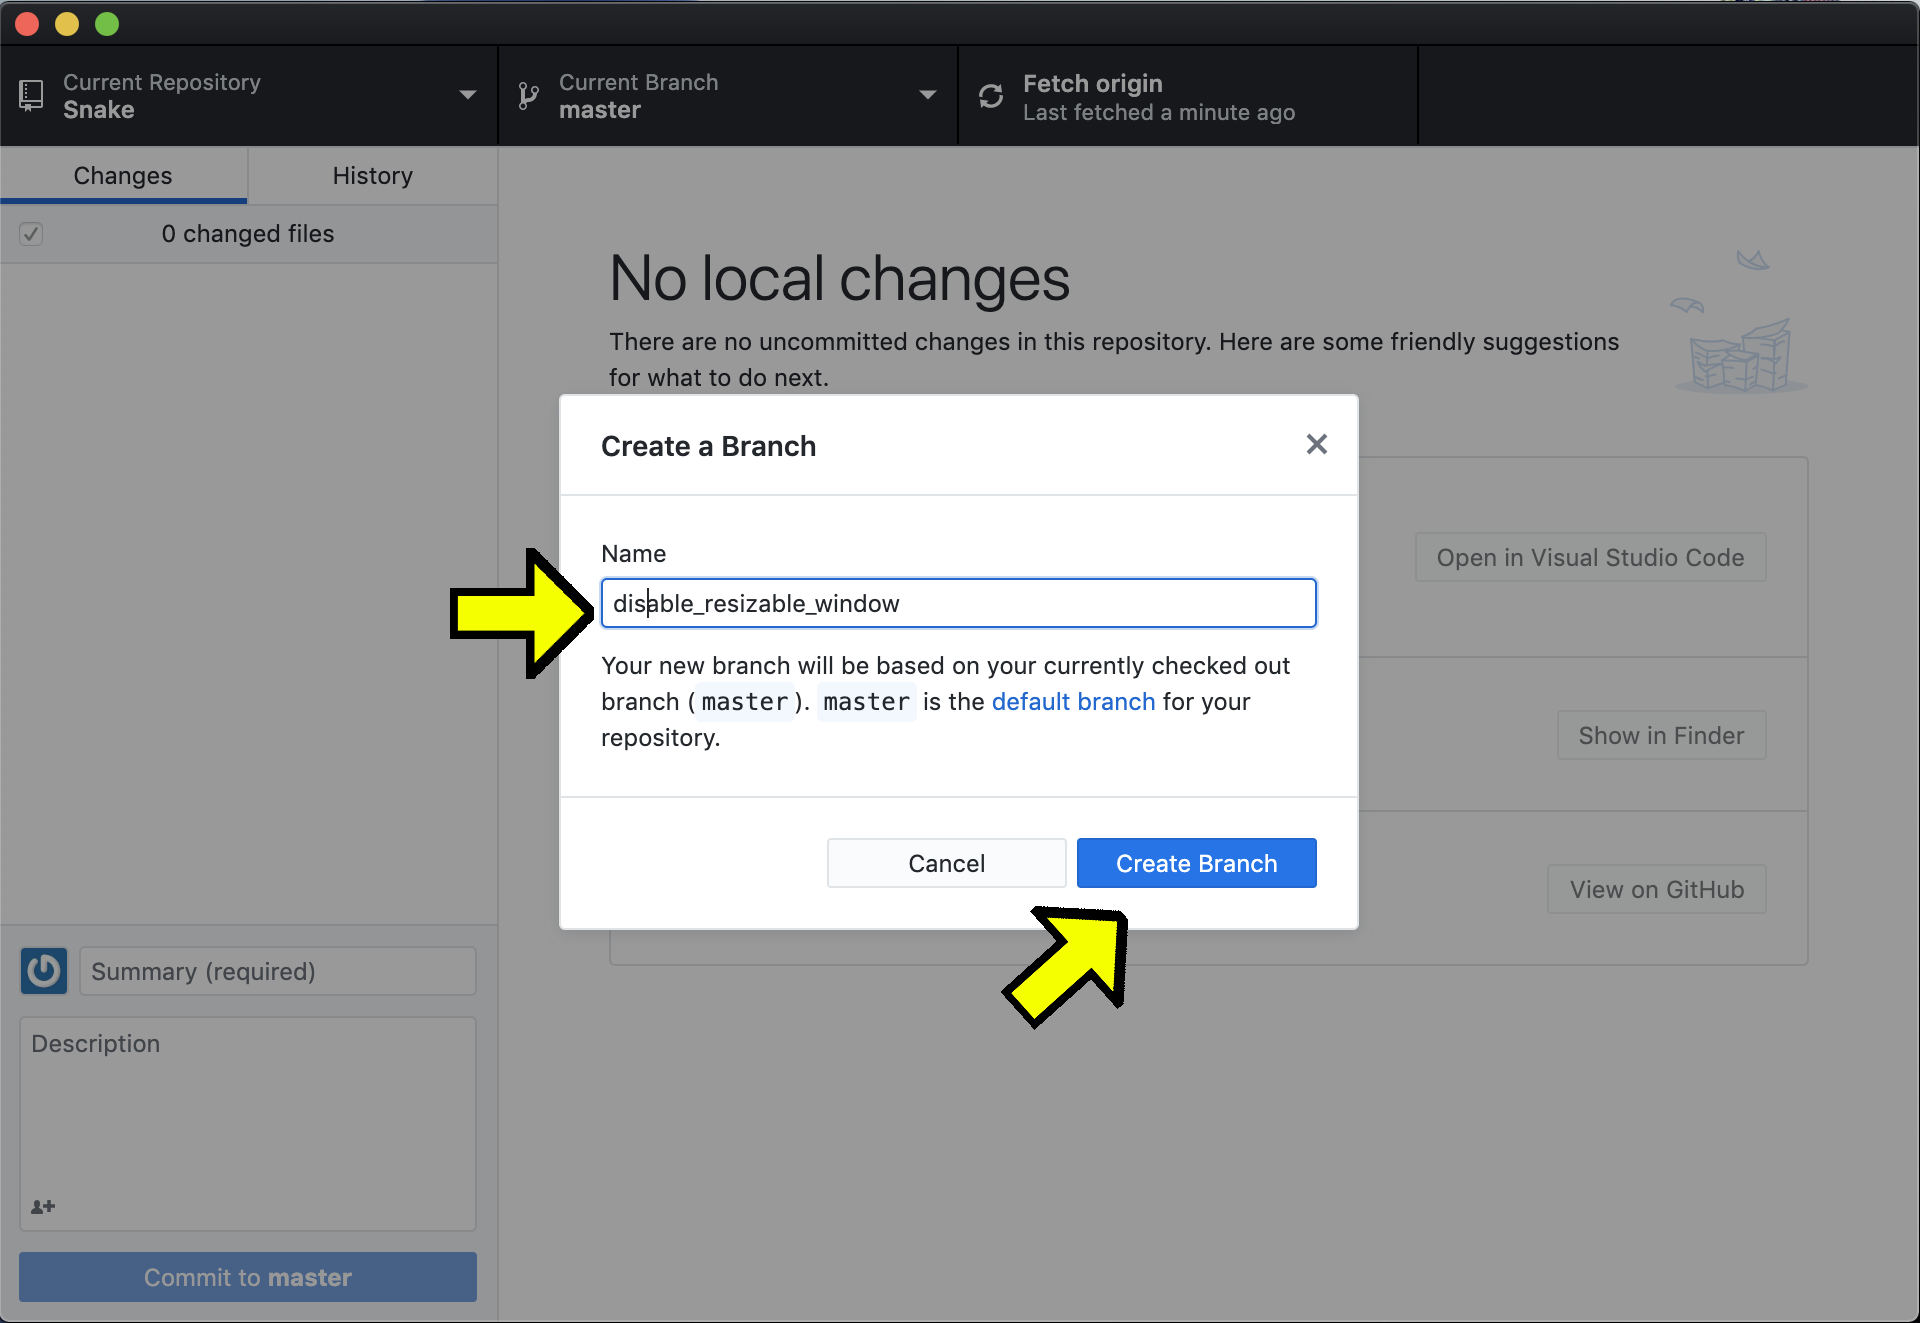 Current Repository
Snake
Current Branch
master
Fetch origin
Last fetched a minute ago
Changes
History
0 changed files
No local changes
There are no uncommitted changes in this repository. Here are some friendly suggestions
for what to do next.
Create a Branch
Name
disable_resizable_window
Your new branch will be based on your currently checked out
branch (master). master is the default branch for your
repository.
Cancel
Create Branch
Open in Visual Studio Code
Show in Finder
View on GitHub
Summary (required)
Description
Commit to master